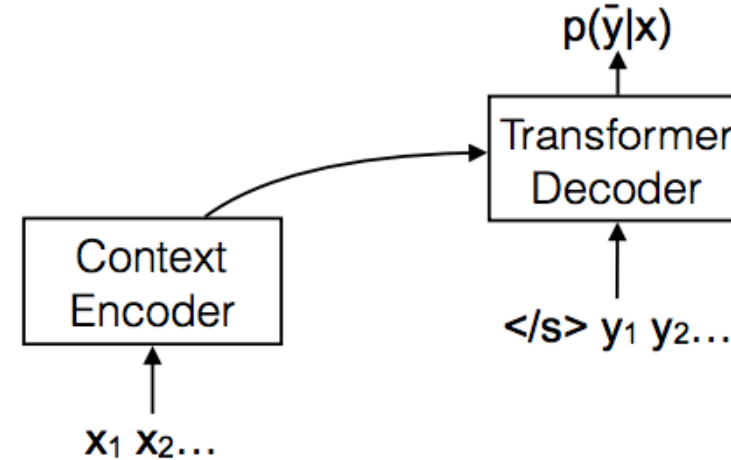 p(ȳ|x)
Transformer
Decoder
Context
Encoder
</s> y₁ y₂...
x₁ x₂...